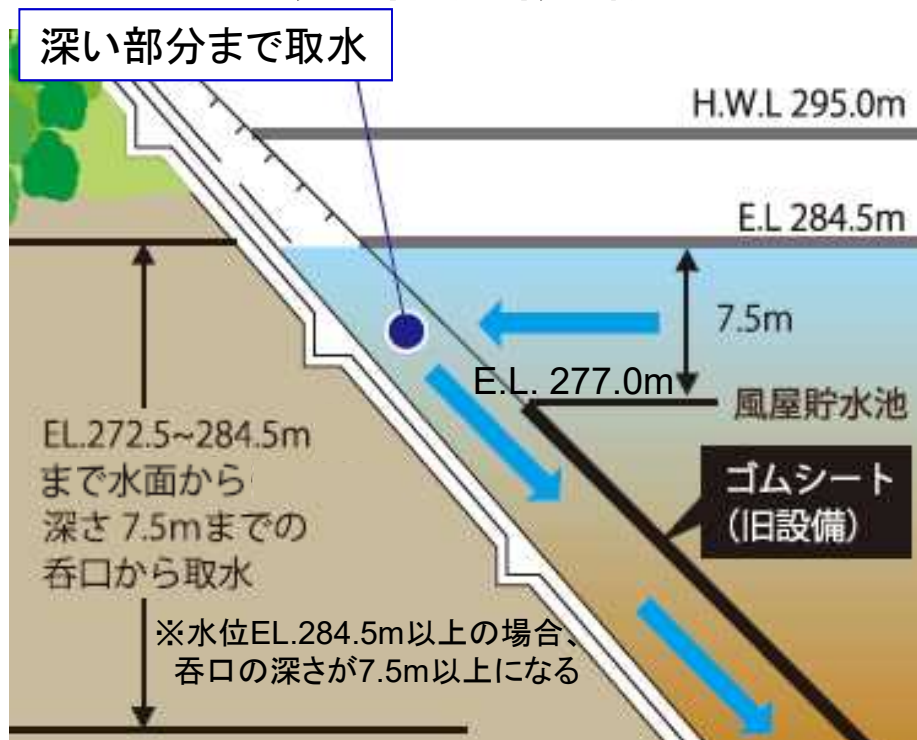 深い部分まで取水
H.W.L 295.0m
E.L 284.5m
7.5m
E.L. 277.0m
風屋貯水池
ゴムシート
(旧設備)
EL.272.5~284.5m
まで水面から
深さ 7.5mまでの
呑口から取水
※水位EL.284.5m以上の場合、
呑口の深さが7.5m以上になる